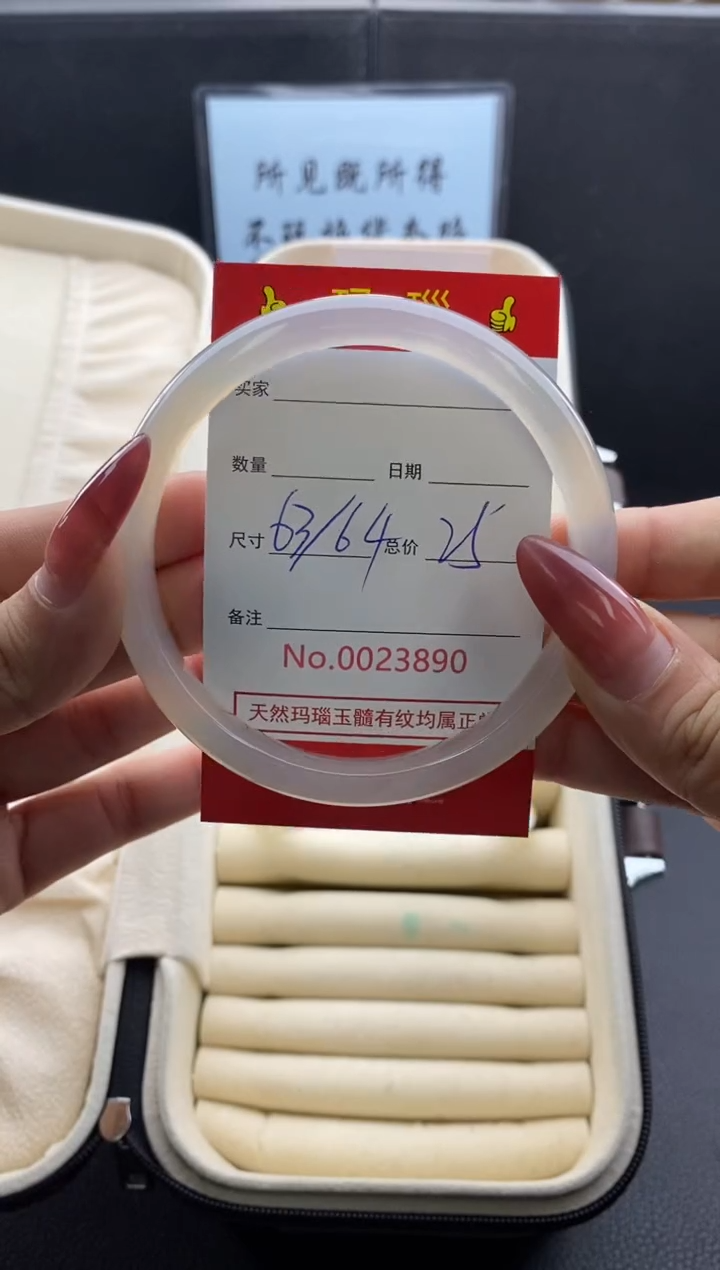 所见既所得
买家
数量 日期
尺寸 63/64 总价 25
备注
No.0023890
天然玛瑙玉髓有纹均属正